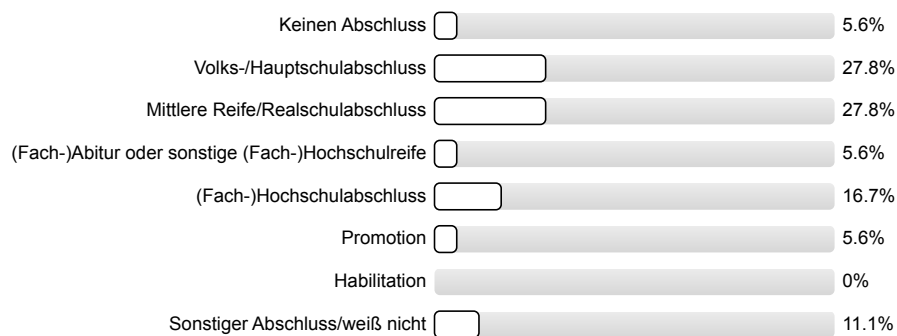 Keinen Abschluss 5.6%
Volks-/Hauptschulabschluss 27.8%
Mittlere Reife/Realschulabschluss 27.8%
(Fach-)Abitur oder sonstige (Fach-)Hochschulreife 5.6%
(Fach-)Hochschulabschluss 16.7%
Promotion 5.6%
Habilitation 0%
Sonstiger Abschluss/weiß nicht 11.1%